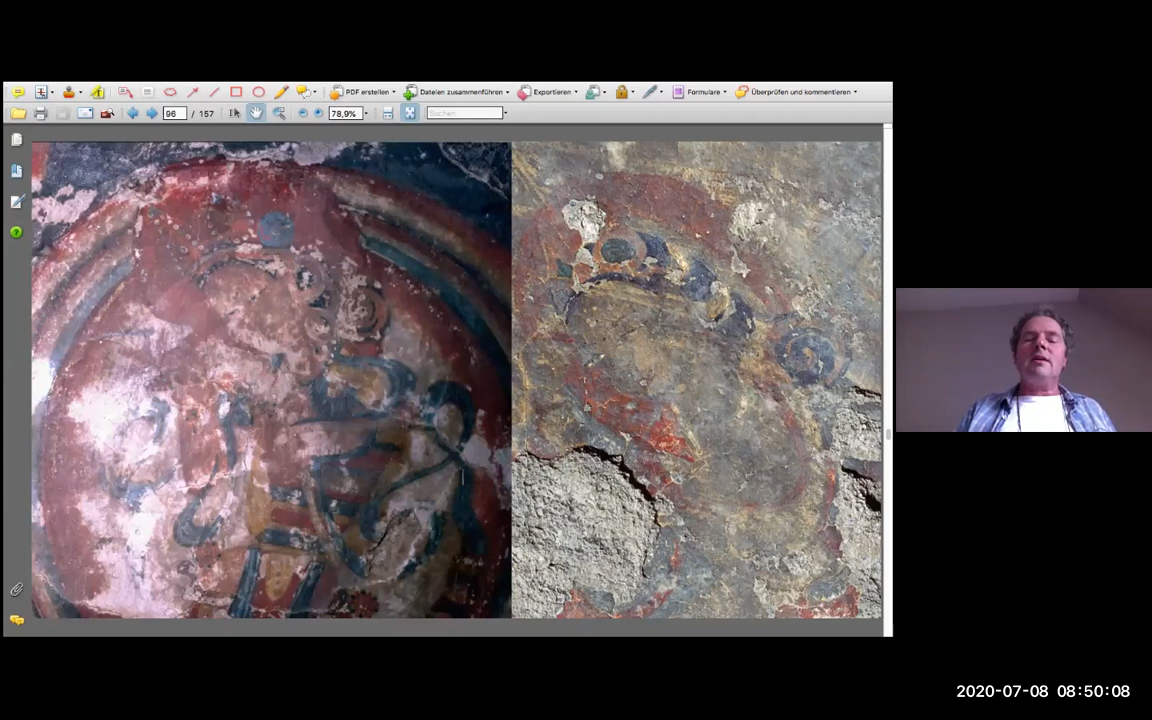 PDF erstellen Dateien zusammenführen Exportieren Formulare Überprüfen und kommentieren
96 / 157 78,9% Suchen
2020-07-08 08:50:08